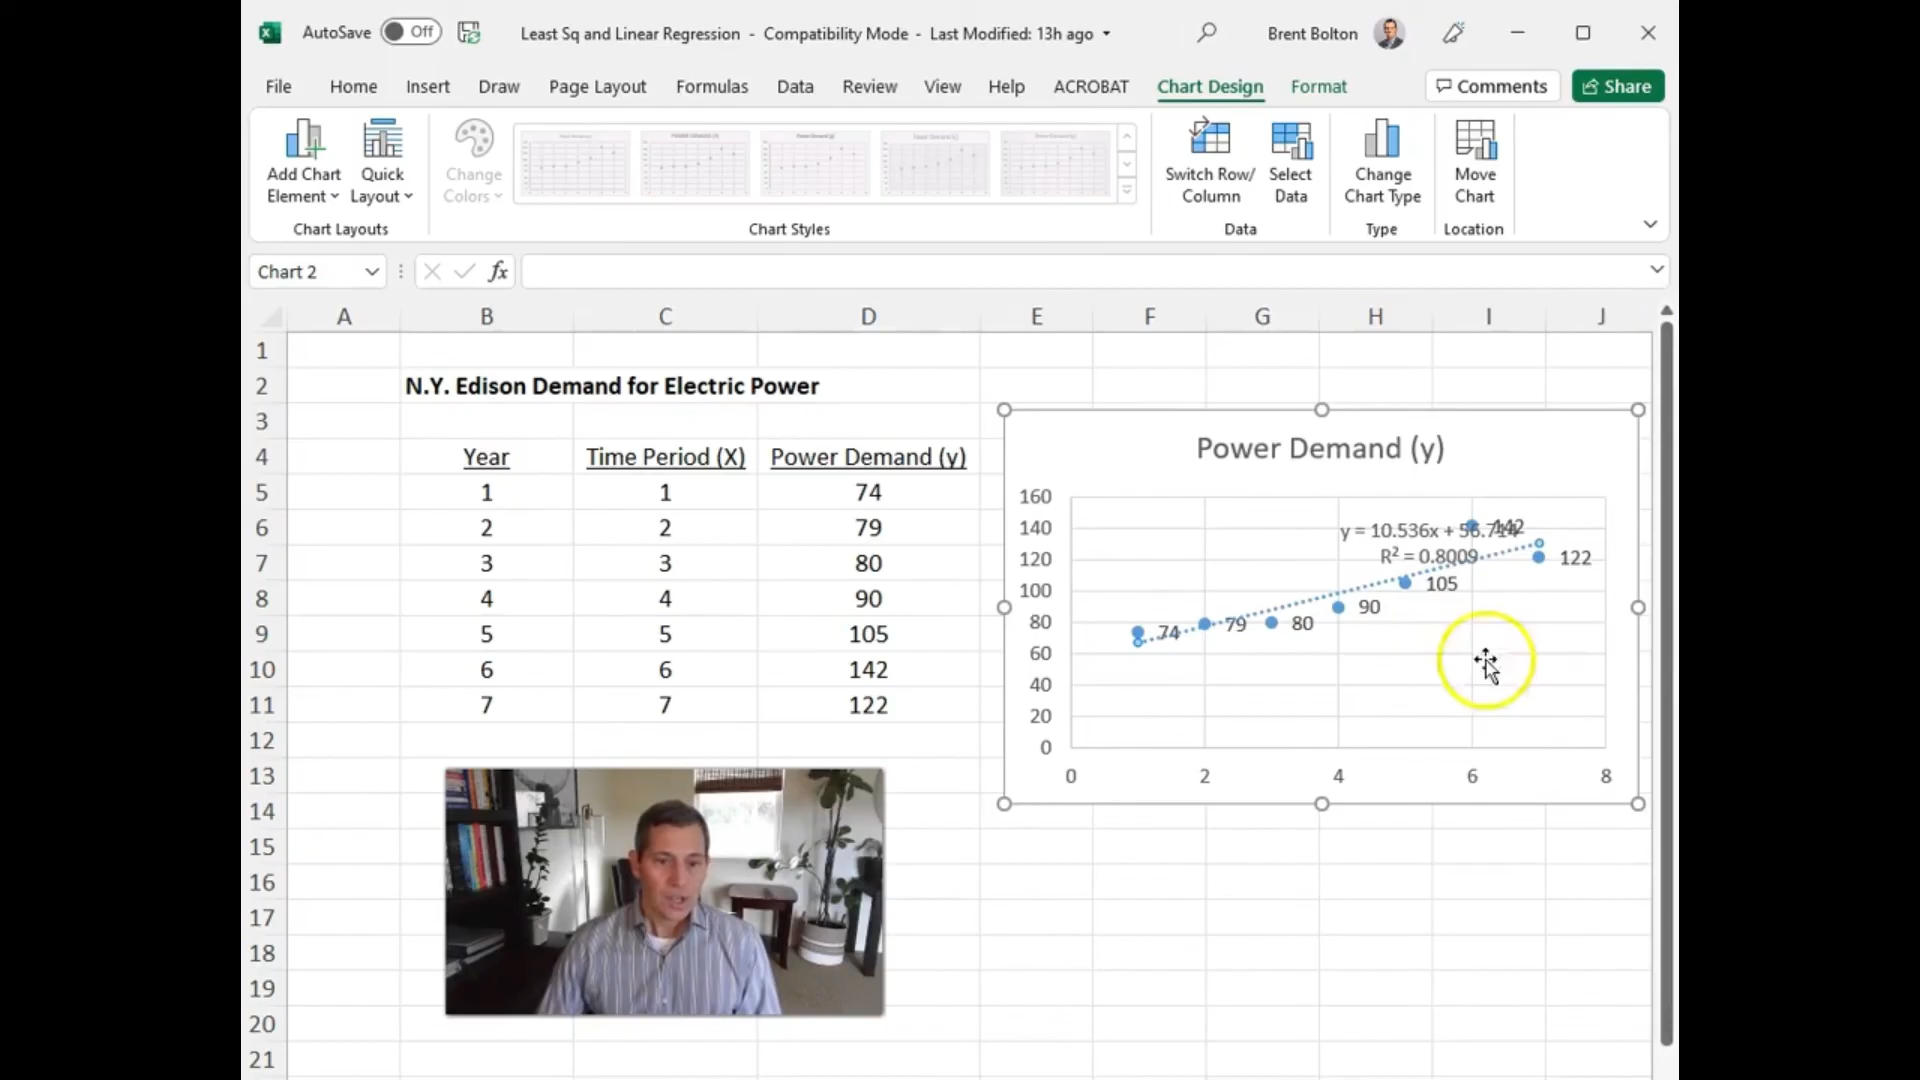 AutoSave Off Least Sq and Linear Regression - Compatibility Mode - Last Modified: 13h ago Brent Bolton
File Home Insert Draw Page Layout Formulas Data Review View Help ACROBAT Chart Design Format Comments Share
Add Chart Element
Quick Layout
Change Colors
Switch Row/ Column
Select Data
Change Chart Type
Move Chart
Chart Layouts Chart Styles Data Type Location
Chart 2 fx
A B C D E F G H I J
1
2 N.Y. Edison Demand for Electric Power
3
4 Year Time Period (X) Power Demand (y)
5 1 1 74
6 2 2 79
7 3 3 80
8 4 4 90
9 5 5 105
10 6 6 142
11 7 7 122
12
13
14
15
16
17
18
19
20
21
Power Demand (y)
160
140
120
100
80
60
40
20
0
0 2 4 6 8
y = 10.536x + 56.714
R² = 0.8009
74 79 80 90 105 142 122